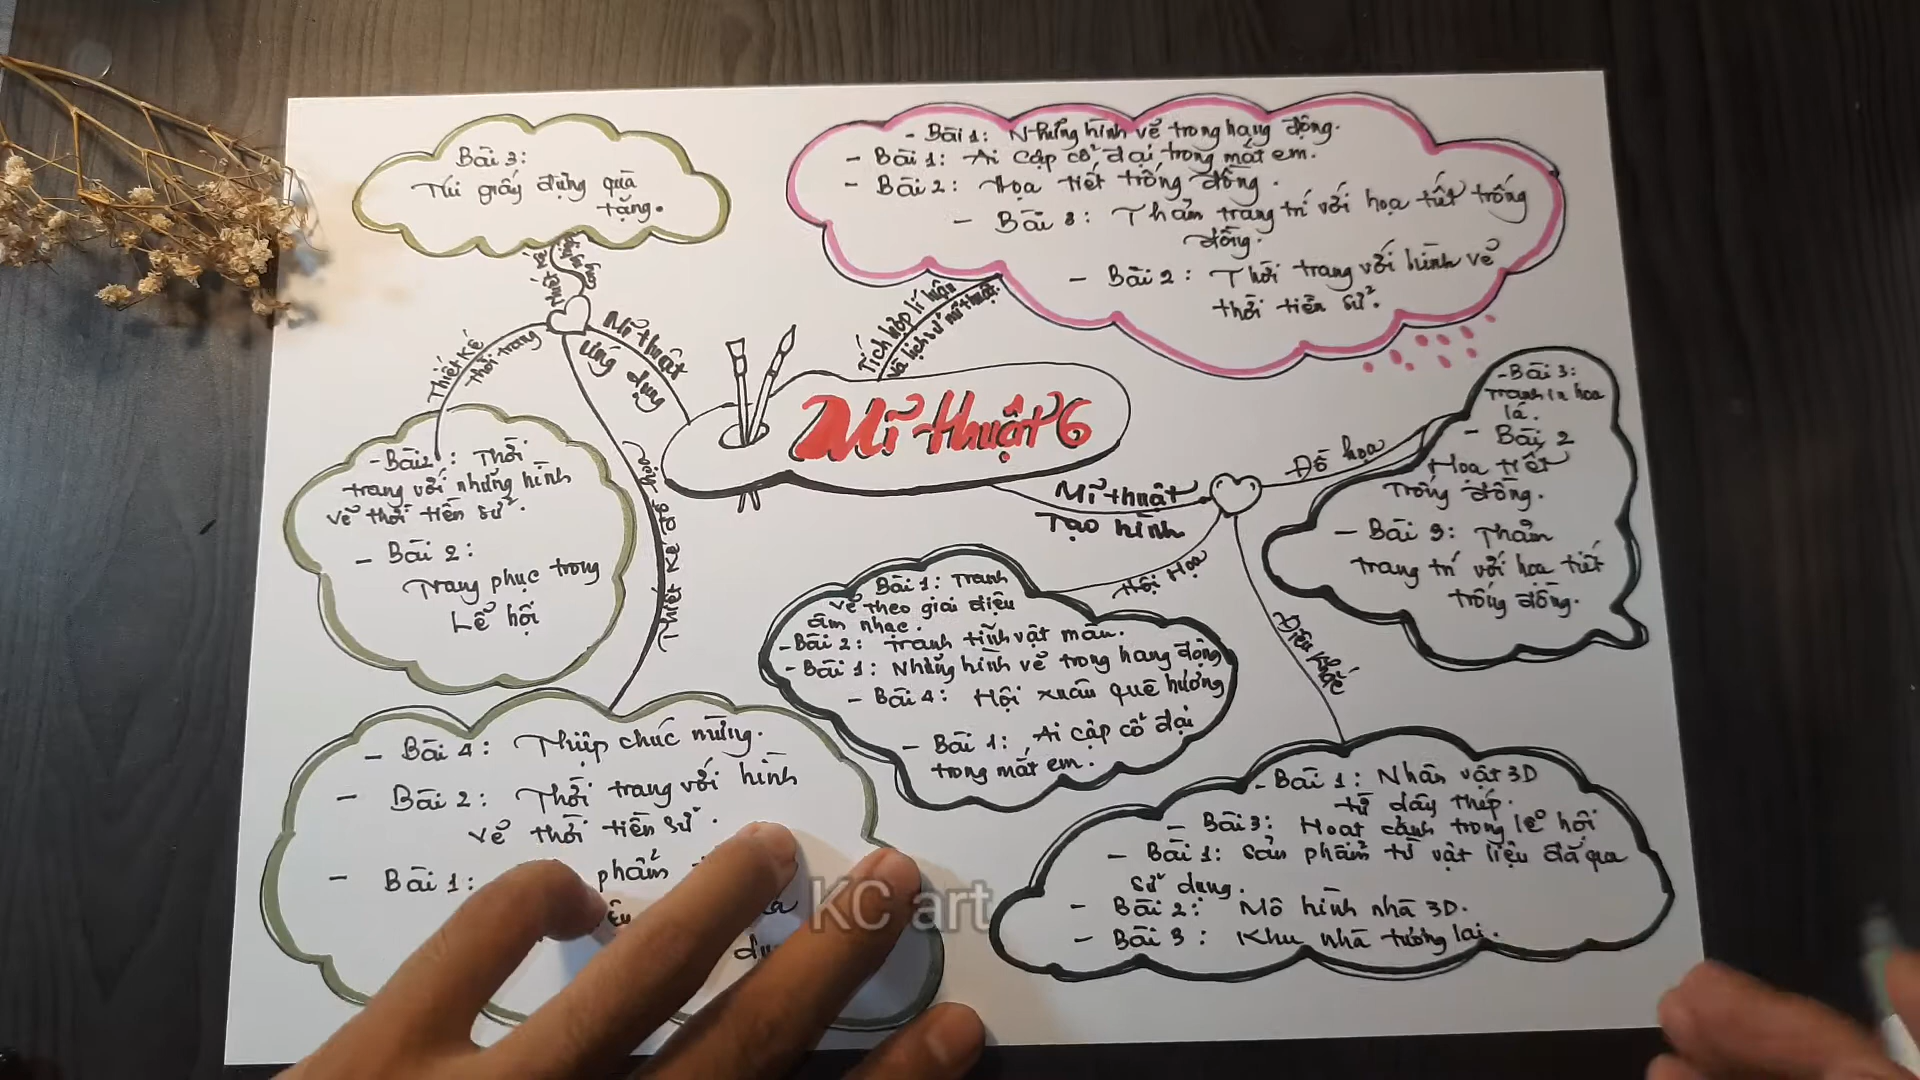 Bài 3:
Túi giấy đựng quà
tặng.
- Bài 1: Những hình vẽ trong hang động.
- Bài 1: Ai cập cổ đại trong mắt em.
- Bài 2: Họa tiết trống đồng.
- Bài 3: Thảm trang trí với họa tiết trống
đồng.
- Bài 2: Thời trang với hình vẽ
thời tiền sử.
Tích hợp lí luận
và lịch sử mĩ thuật.
Mĩ thuật
ứng dụng
Thiết kế
thời trang
Mĩ thuật 6
- Bài 2: Thời
trang với những hình
vẽ thời tiền sử.
- Bài 2:
Trang phục trong
Lễ hội
Thiết kế đồ họa
Mĩ thuật
Tạo hình
Đồ họa
- Bài 3:
Tranh in hoa
lá.
- Bài 2
Họa tiết
trống đồng.
- Bài 3: Thảm
trang trí với họa tiết
trống đồng.
Hội Họa
Bài 1: Tranh
vẽ theo giai điệu
âm nhạc.
- Bài 2: Tranh tĩnh vật màu.
- Bài 1: Những hình vẽ trong hang động
- Bài 4: Hội xuân quê hương
- Bài 1: Ai cập cổ đại
trong mắt em.
Điêu khắc
- Bài 4: Thiệp chúc mừng.
- Bài 2: Thời trang với hình
vẽ thời tiền sử.
- Bài 1: phẩm
- Bài 1: Nhân vật 3D
từ dây thép.
- Bài 3: Hoạt cảnh trong lễ hội
- Bài 1: Sản phẩm từ vật liệu đã qua
sử dụng.
- Bài 2: Mô hình nhà 3D.
- Bài 3: Khu nhà tương lai.
KC art